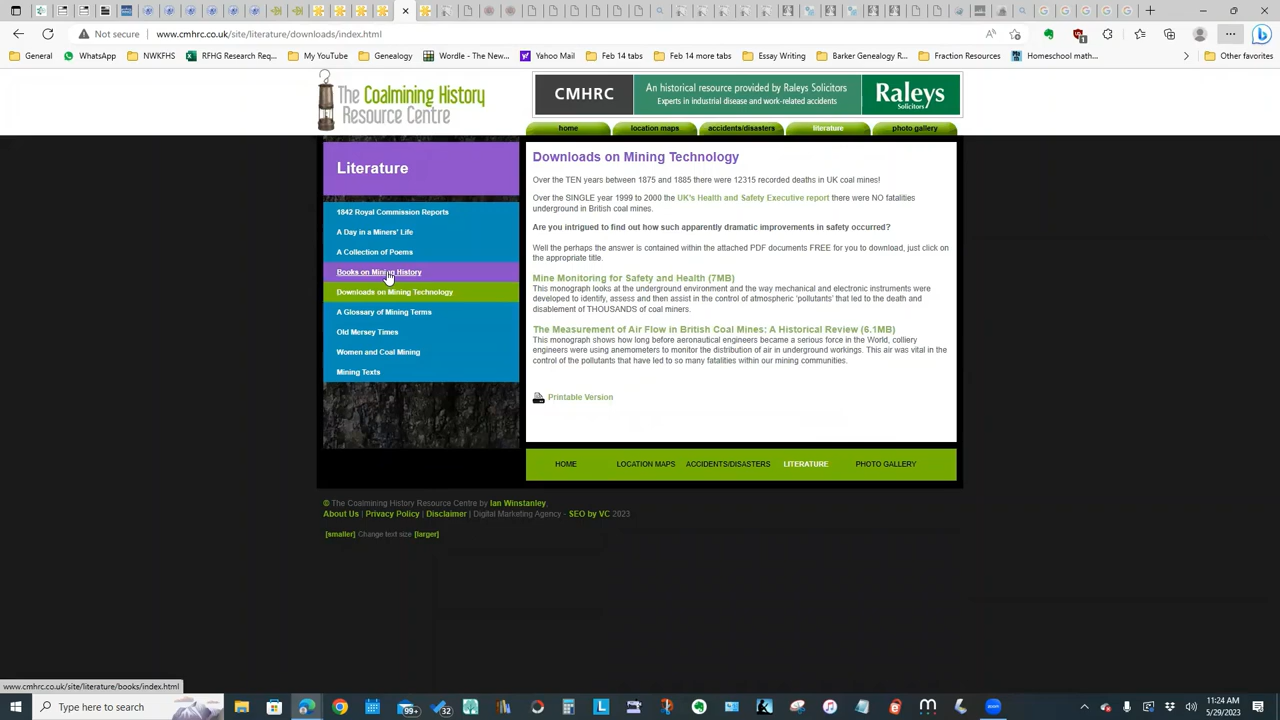 Not secure
www.cmhrc.co.uk/site/literature/downloads/index.html
General
WhatsApp
NWKFHS
RFHG Research Req...
My YouTube
Genealogy
Wordle - The New...
Yahoo Mail
Feb 14 tabs
Feb 14 more tabs
Essay Writing
Barker Genealogy R...
Fraction Resources
Homeschool math...
Other favorites
The Coalmining History
Resource Centre
CMHRC
An historical resource provided by Raleys Solicitors
Experts in industrial disease and work-related accidents
Raleys
Solicitors
home
location maps
accidents/disasters
literature
photo gallery
Literature
1842 Royal Commission Reports
A Day in a Miners' Life
A Collection of Poems
Books on Mining History
Downloads on Mining Technology
A Glossary of Mining Terms
Old Mersey Times
Women and Coal Mining
Mining Texts
Downloads on Mining Technology
Over the TEN years between 1875 and 1885 there were 12315 recorded deaths in UK coal mines!
Over the SINGLE year 1999 to 2000 the UK's Health and Safety Executive report there were NO fatalities
underground in British coal mines.
Are you intrigued to find out how such apparently dramatic improvements in safety occurred?
Well the perhaps the answer is contained within the attached PDF documents FREE for you to download, just click on
the appropriate title.
Mine Monitoring for Safety and Health (7MB)
This monograph looks at the underground environment and the way mechanical and electronic instruments were
developed to identify, assess and then assist in the control of atmospheric 'pollutants' that led to the death and
disablement of THOUSANDS of coal miners.
The Measurement of Air Flow in British Coal Mines: A Historical Review (6.1MB)
This monograph shows how long before aeronautical engineers became a serious force in the World, colliery
engineers were using anemometers to monitor the distribution of air in underground workings. This air was vital in the
control of the pollutants that have led to so many fatalities within our mining communities.
Printable Version
HOME
LOCATION MAPS
ACCIDENTS/DISASTERS
LITERATURE
PHOTO GALLERY
© The Coalmining History Resource Centre by Ian Winstanley.
About Us | Privacy Policy | Disclaimer | Digital Marketing Agency - SEO by VC 2023
[smaller] Change text size [larger]
www.cmhrc.co.uk/site/literature/books/index.html
Type here to search
99+
32
11:24 AM
5/29/2023